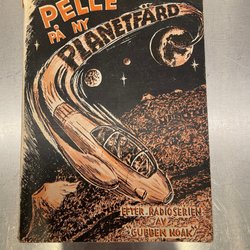 PELLE
PÅ NY
PLANETFÄRD
EFTER RADIOSERIEN
AV
GUBBEN NOAK